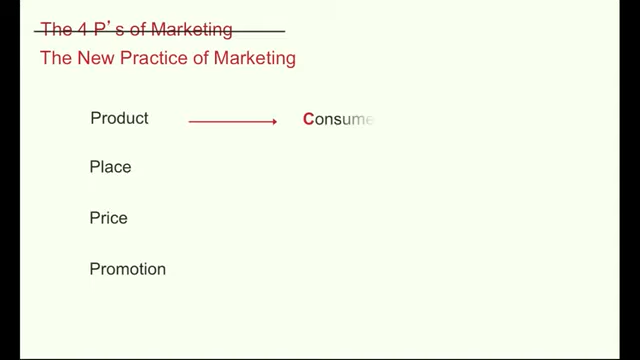 The 4 P's of Marketing
The New Practice of Marketing
Product Consume
Place
Price
Promotion